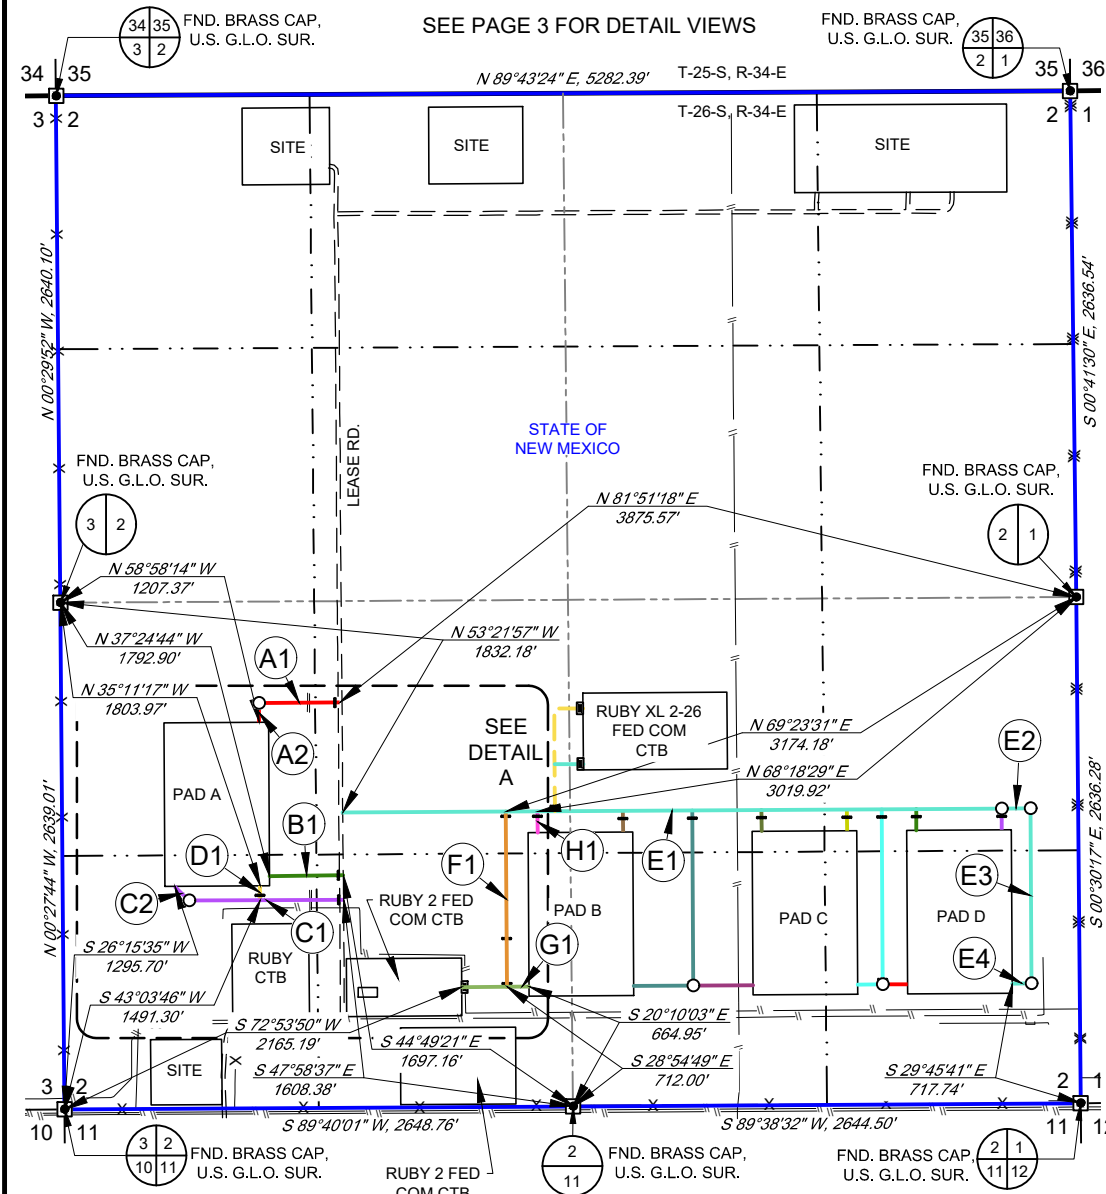 34 35
3 2
FND. BRASS CAP,
U.S. G.L.O. SUR.
SEE PAGE 3 FOR DETAIL VIEWS
FND. BRASS CAP,
U.S. G.L.O. SUR.
35 36
2 1
34 35
3 2
N 89°43'24" E, 5282.39'
T-25-S, R-34-E
T-26-S, R-34-E
35 36
2 1
SITE
SITE
SITE
N 00°29'52" W, 2640.10'
S 00°41'30" E, 2636.54'
LEASE RD.
STATE OF
NEW MEXICO
FND. BRASS CAP,
U.S. G.L.O. SUR.
3 2
FND. BRASS CAP,
U.S. G.L.O. SUR.
2 1
N 81°51'18" E
3875.57'
N 58°58'14" W
1207.37'
N 37°24'44" W
1792.90'
N 53°21'57" W
1832.18'
N 35°11'17" W
1803.97'
A1
A2
SEE
DETAIL
A
RUBY XL 2-26
FED COM
CTB
N 69°23'31" E
3174.18'
N 68°18'29" E
3019.92'
E2
PAD A
B1
D1
C2
C1
F1
H1
E1
E3
E4
G1
PAD B
PAD C
PAD D
RUBY 2 FED
COM CTB
RUBY
CTB
N 00°27'44" W, 2639.01'
S 00°30'17" E, 2636.28'
S 26°15'35" W
1295.70'
S 43°03'46" W
1491.30'
S 72°53'50" W
2165.19'
S 44°49'21" E
1697.16'
S 47°58'37" E
1608.38'
S 20°10'03" E
664.95'
S 28°54'49" E
712.00'
S 29°45'41" E
717.74'
SITE
3 2
10 11
2 1
11 12
S 89°40'01" W, 2648.76'
S 89°38'32" W, 2644.50'
3 2
10 11
FND. BRASS CAP,
U.S. G.L.O. SUR.
RUBY 2 FED
COM CTB
2
11
FND. BRASS CAP,
U.S. G.L.O. SUR.
FND. BRASS CAP,
U.S. G.L.O. SUR.
2 1
11 12